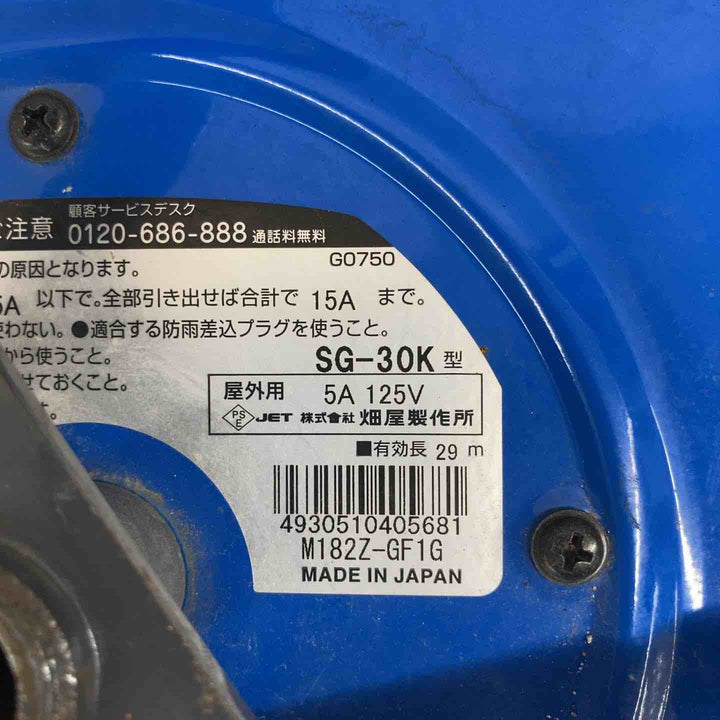 注意 顧客サービスデスク
0120-686-888 通話料無料
の原因となります。 G0750
5A 以下で。全部引き出せば合計で 15A まで。
使わない。●適合する防雨差込プラグを使うこと。
から使うこと。 SG-30K 型
けておくこと。 屋外用 5A 125V
す。 PSE JET 株式会社 畑屋製作所
■有効長 29 m
4930510405681
M182Z-GF1G
MADE IN JAPAN